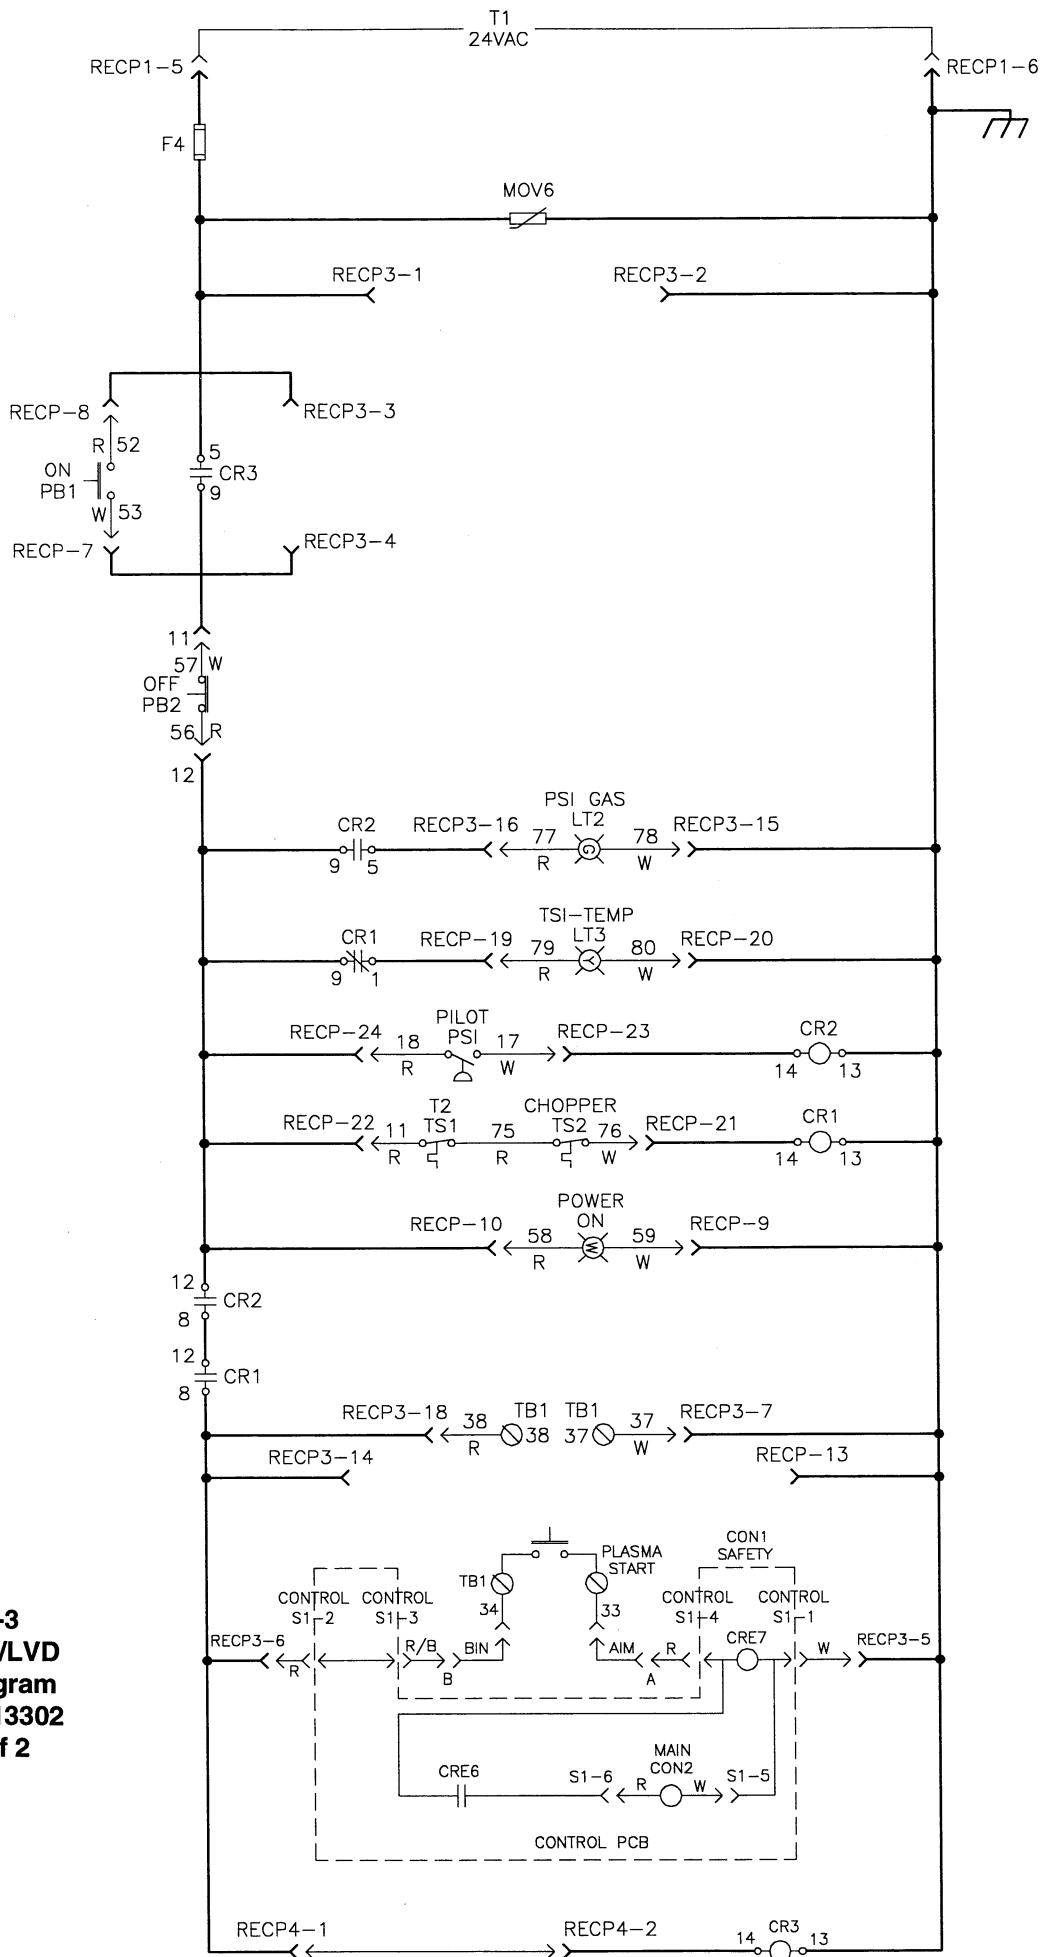 T1
24VAC
RECP1-5
RECP1-6
F4
MOV6
RECP3-1
RECP3-2
RECP-8
RECP3-3
R 52
5
ON
PB1
CR3
9
W 53
RECP-7
RECP3-4
11
57 W
OFF
PB2
56 R
12
PSI GAS
LT2
CR2
RECP3-16
77
78
RECP3-15
G
9 5
R
W
TSI-TEMP
LT3
CR1
RECP-19
79
80
RECP-20
Y
9 1
R
W
PILOT
PSI
RECP-24
18
17
RECP-23
CR2
R
W
14 13
T2
TS1
CHOPPER
TS2
RECP-22
11
75
76
RECP-21
CR1
R
R
W
14 13
POWER
ON
RECP-10
58
59
RECP-9
W
R
W
12
CR2
8
12
CR1
8
RECP3-18
38
TB1
TB1
37
RECP3-7
R
38
37
W
RECP3-14
RECP-13
PLASMA
START
CON1
SAFETY
TB1
34
33
CONTROL
S1-2
CONTROL
S1-3
CONTROL
S1-4
CONTROL
S1-1
RECP3-6
R
R/B
B
BIN
AIM
A
R
CRE7
W
RECP3-5
-3
/LVD
gram
13302
f 2
CRE6
S1-6
R
MAIN
CON2
W
S1-5
CONTROL PCB
RECP4-1
RECP4-2
14
CR3
13